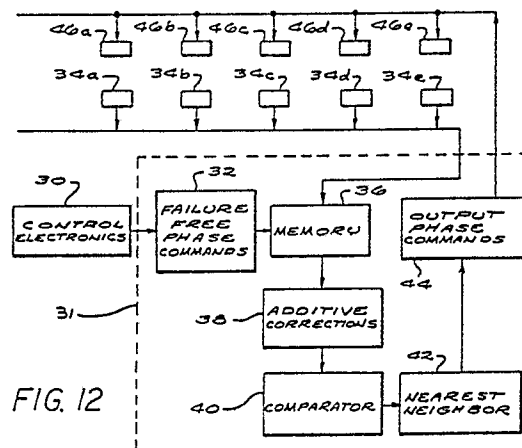 46a 46b 46c 46d 46e
34a 34b 34c 34d 34e
30 32 36
CONTROL ELECTRONICS
FAILURE FREE PHASE COMMANDS
MEMORY
OUTPUT PHASE COMMANDS
44
31
38
ADDITIVE CORRECTIONS
42
40
COMPARATOR
NEAREST NEIGHBOR
FIG. 12